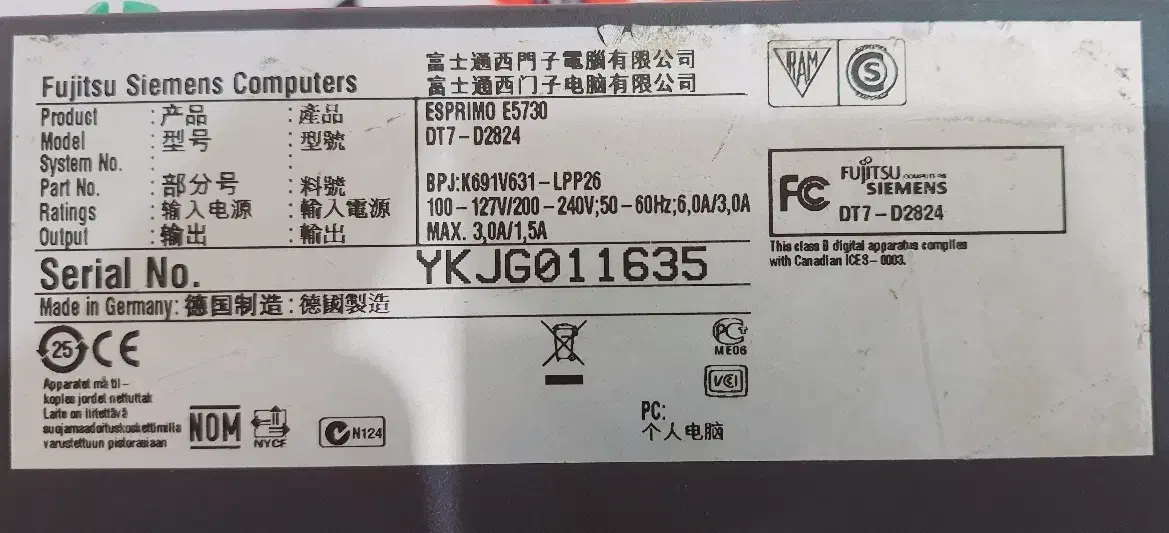 富士通西門子電腦有限公司
Fujitsu Siemens Computers 富士通西门子电脑有限公司
Product : 产品 : 產品 ESPRIMO E5730
Model : 型号 : 型號 DT7-D2824
System No. : :
Part No. : 部分号 : 料號 BPJ:K691V631-LPP26
Ratings : 输入电源 : 輸入電源 100-127V/200-240V;50-60Hz;6,0A/3,0A
Output : 输出 : 輸出 MAX. 3,0A/1,5A
Serial No. YKJG011635
Made in Germany: 德国制造 : 德國製造
RAM S
FC FUJITSU COMPUTERS
SIEMENS
DT7-D2824
This class B digital apparatus complies
with Canadian ICES-0003.
25 CE
Apparatet må til-
koples jordet nettuttak
Laite on liitettävä
suojamaadoituskoskettimilla
varustettuun pistorasiaan
NOM
NYCE
N124
PCT
ME06
VCI
PC:
个人电脑